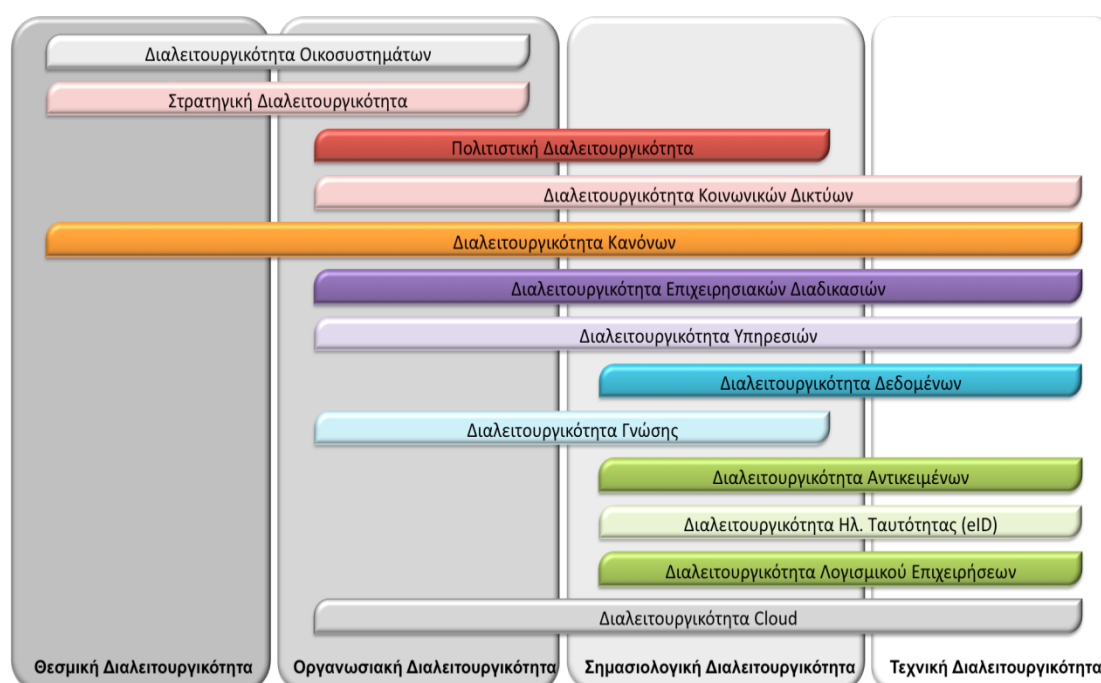 Διαλειτουργικότητα Οικοσυστημάτων
Στρατηγική Διαλειτουργικότητα
Πολιτιστική Διαλειτουργικότητα
Διαλειτουργικότητα Κοινωνικών Δικτύων
Διαλειτουργικότητα Κανόνων
Διαλειτουργικότητα Επιχειρησιακών Διαδικασιών
Διαλειτουργικότητα Υπηρεσιών
Διαλειτουργικότητα Δεδομένων
Διαλειτουργικότητα Γνώσης
Διαλειτουργικότητα Αντικειμένων
Διαλειτουργικότητα Ηλ. Ταυτότητας (eID)
Διαλειτουργικότητα Λογισμικού Επιχειρήσεων
Διαλειτουργικότητα Cloud
Θεσμική Διαλειτουργικότητα
Οργανωσιακή Διαλειτουργικότητα
Σημασιολογική Διαλειτουργικότητα
Τεχνική Διαλειτουργικότητα